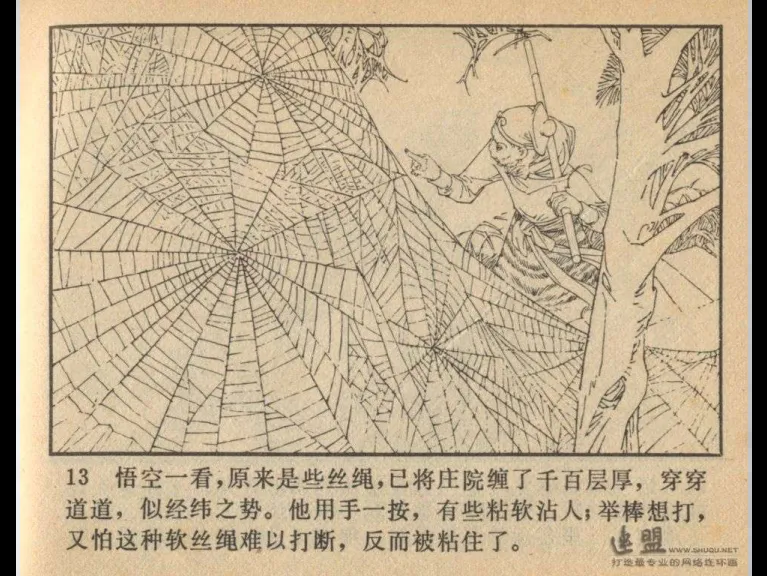 13 悟空一看，原来是些丝绳，已将庄院缠了千百层厚，穿穿
道道，似经纬之势。他用手一按，有些粘软沾人；举棒想打，
又怕这种软丝绳难以打断，反而被粘住了。
连盟 WWW.SHUQU.NET
打造最专业的网络连环画